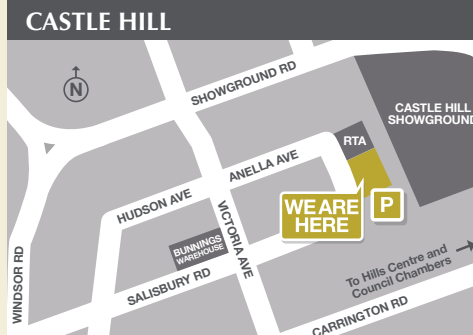 CASTLE HILL
N
SHOWGROUND RD
CASTLE HILL
SHOWGROUND
RTA
ANELLA AVE
HUDSON AVE
VICTORIA AVE
WE ARE
HERE
P
BUNNINGS
WAREHOUSE
SALISBURY RD
WINDSOR RD
To Hills Centre and
Council Chambers
CARRINGTON RD